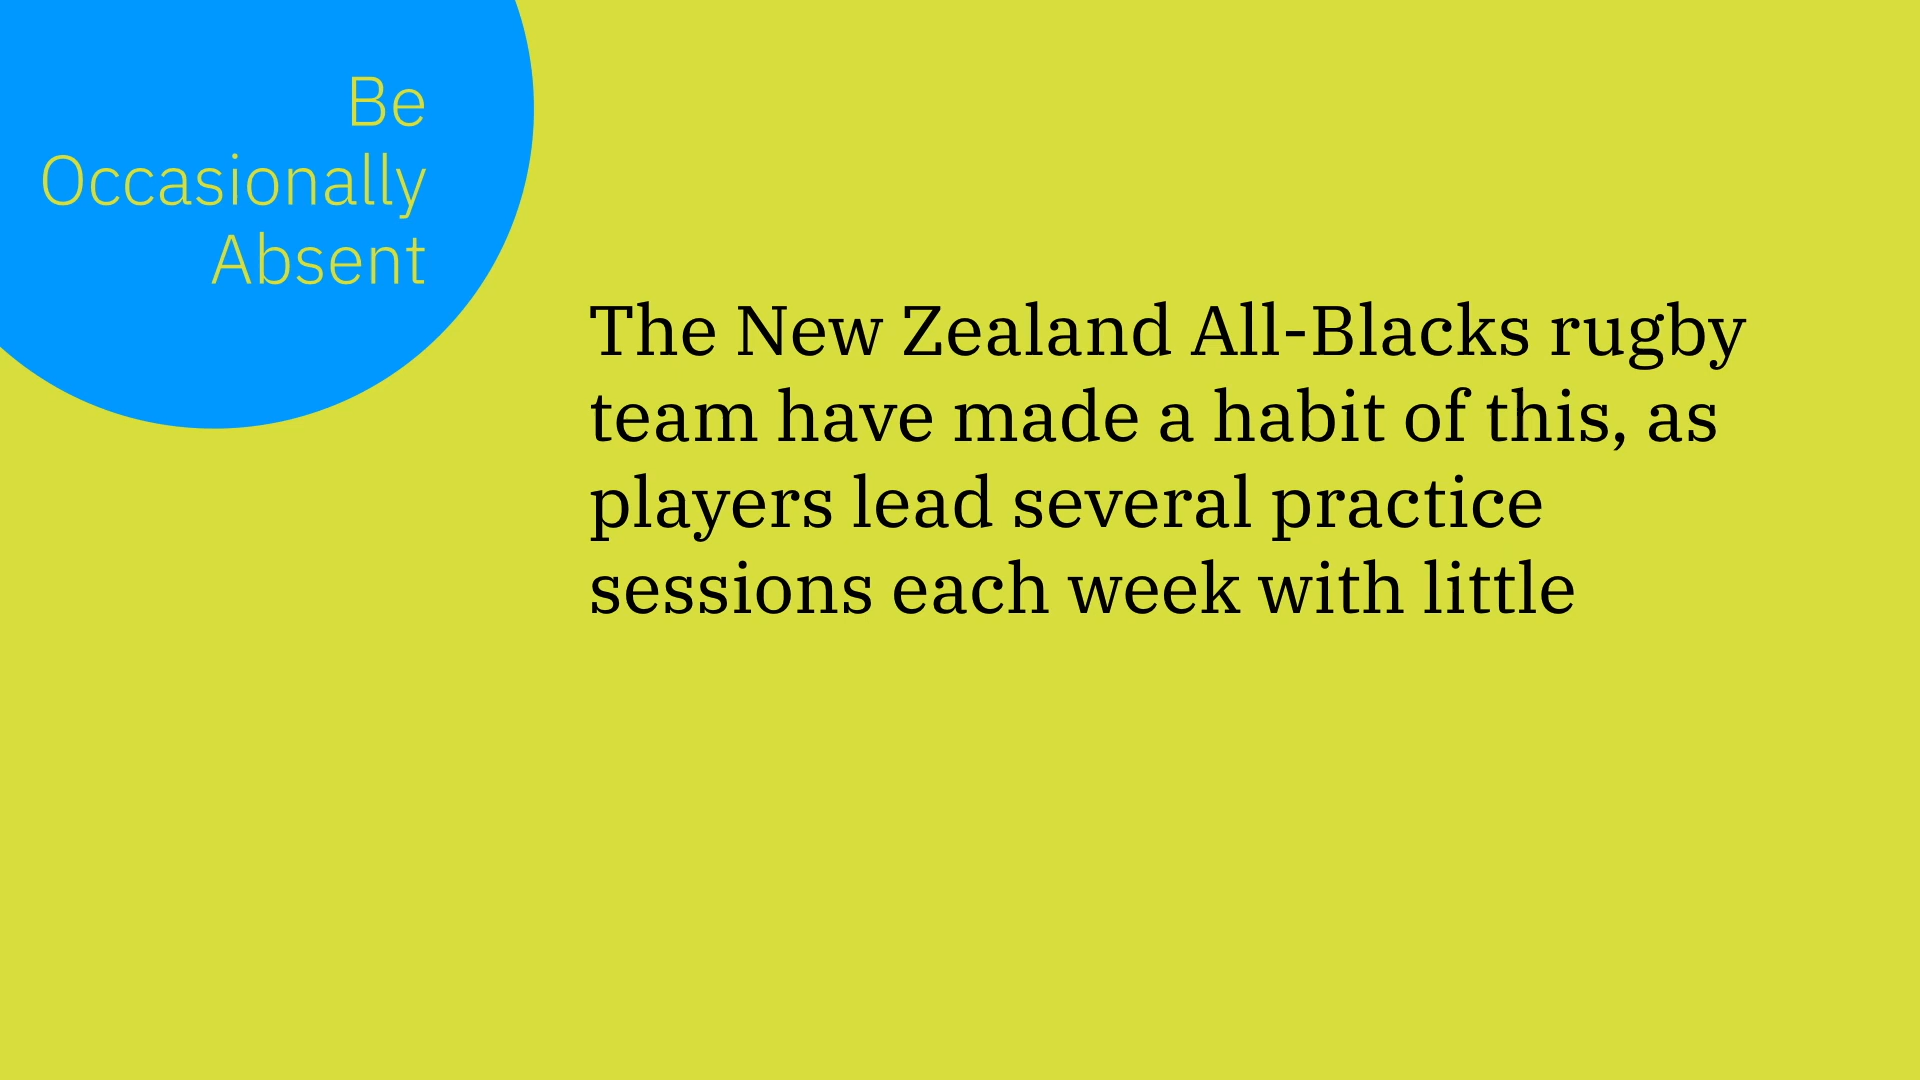 Be
Occasionally
Absent
The New Zealand All-Blacks rugby
team have made a habit of this, as
players lead several practice
sessions each week with little